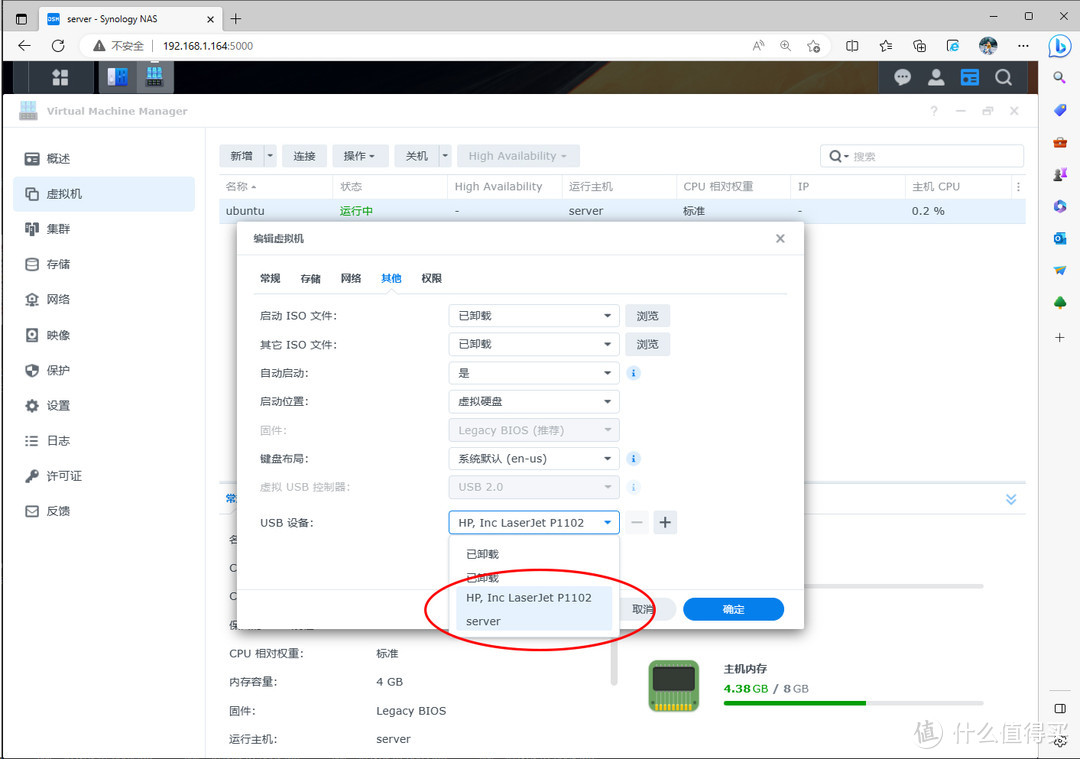 server - Synology NAS
不安全 192.168.1.164:5000
Virtual Machine Manager
概述
虚拟机
集群
存储
网络
映像
保护
设置
日志
许可证
反馈
新增 连接 操作 关机 High Availability 搜索
名称 状态 High Availability 运行主机 CPU 相对权重 IP 主机 CPU
ubuntu 运行中 - server 标准 - 0.2 %
编辑虚拟机
常规 存储 网络 其他 权限
启动 ISO 文件: 已卸载 浏览
其它 ISO 文件: 已卸载 浏览
自动启动: 是
启动位置: 虚拟硬盘
固件: Legacy BIOS (推荐)
键盘布局: 系统默认 (en-us)
虚拟 USB 控制器: USB 2.0
USB 设备: HP, Inc LaserJet P1102
已卸载
已卸载
HP, Inc LaserJet P1102
server
取消 确定
CPU 相对权重: 标准
内存容量: 4 GB
固件: Legacy BIOS
运行主机: server
主机内存
4.38 GB / 8 GB
值 什么值得买